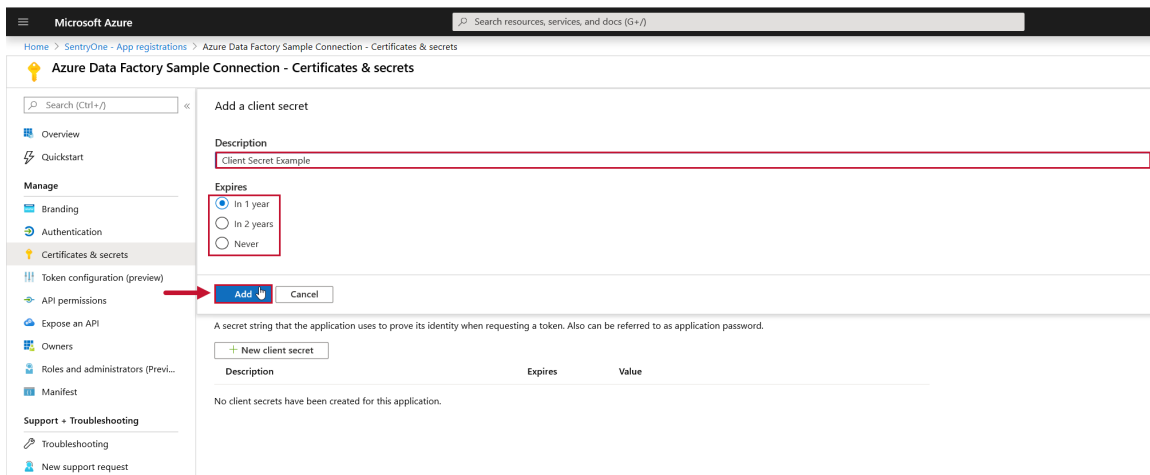 Microsoft Azure
Search resources, services, and docs (G+/)
Home > SentryOne - App registrations > Azure Data Factory Sample Connection - Certificates & secrets
Azure Data Factory Sample Connection - Certificates & secrets
Search (Ctrl+/)
«
Overview
Quickstart
Manage
Branding
Authentication
Certificates & secrets
Token configuration (preview)
API permissions
Expose an API
Owners
Roles and administrators (Previ...
Manifest
Support + Troubleshooting
Troubleshooting
New support request
Add a client secret
Description
Client Secret Example
Expires
In 1 year
In 2 years
Never
Add Cancel
A secret string that the application uses to prove its identity when requesting a token. Also can be referred to as application password.
+ New client secret
Description Expires Value
No client secrets have been created for this application.